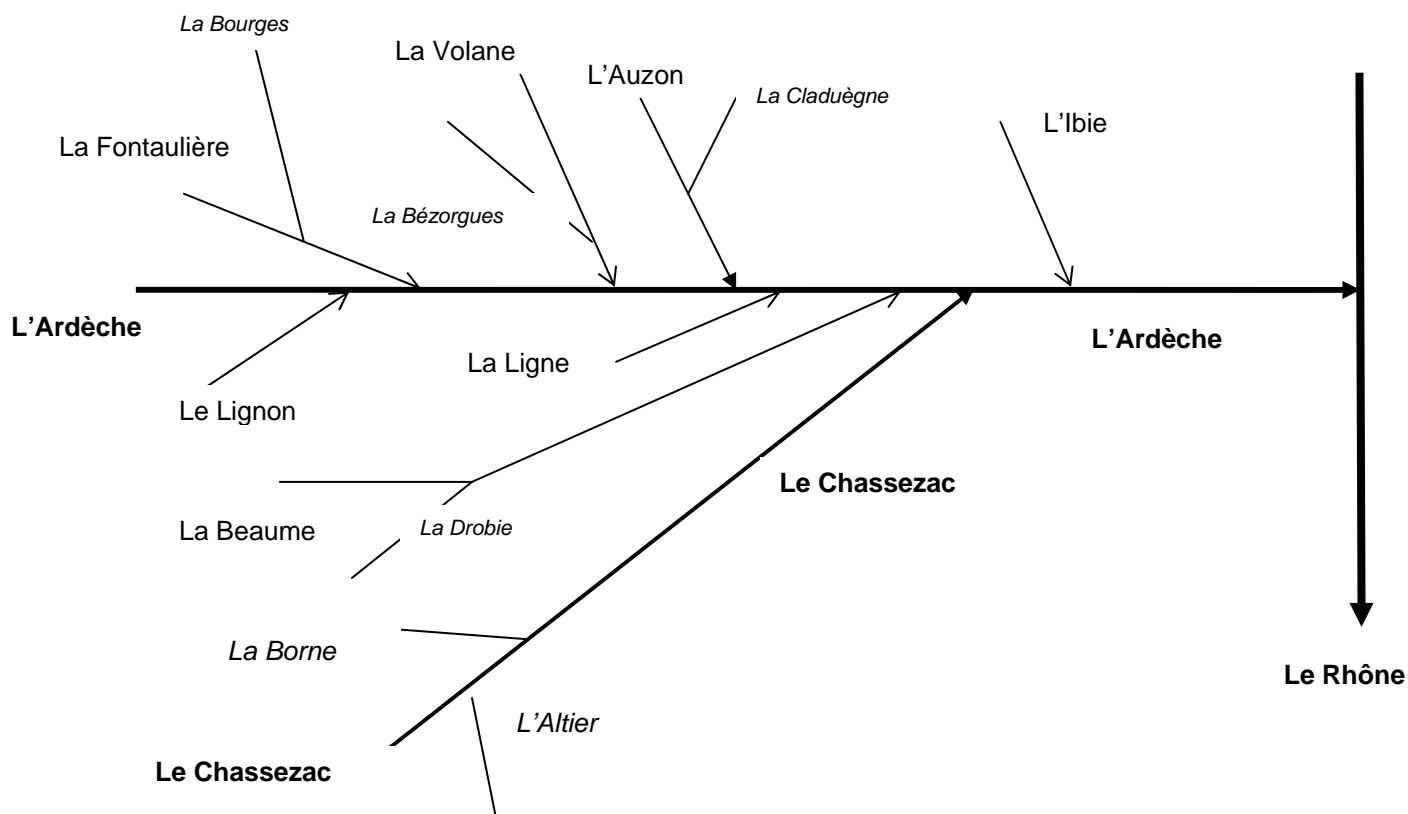 La Bourges
La Volane
L’Auzon
La Claduègne
L’Ibie
La Fontaulière
La Bézorgues
L’Ardèche
L’Ardèche
La Ligne
Le Lignon
Le Chassezac
La Beaume
La Drobie
La Borne
Le Rhône
L’Altier
Le Chassezac